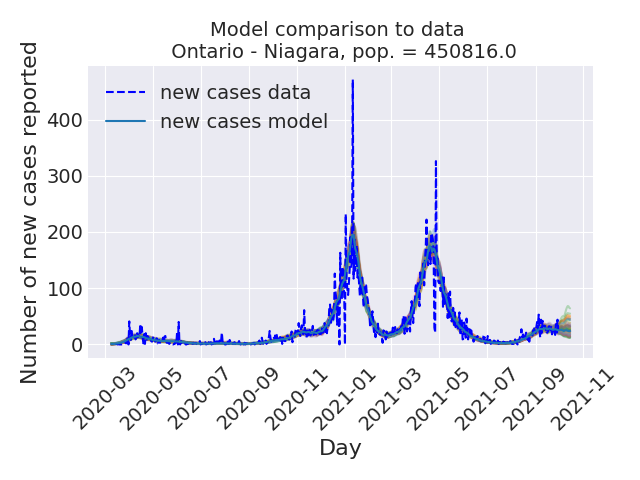 Model comparison to data
Ontario - Niagara, pop. = 450816.0
Number of new cases reported
400
300
200
100
0
new cases data
new cases model
2020-03
2020-05
2020-07
2020-09
2020-11
2021-01
2021-03
2021-05
2021-07
2021-09
2021-11
Day